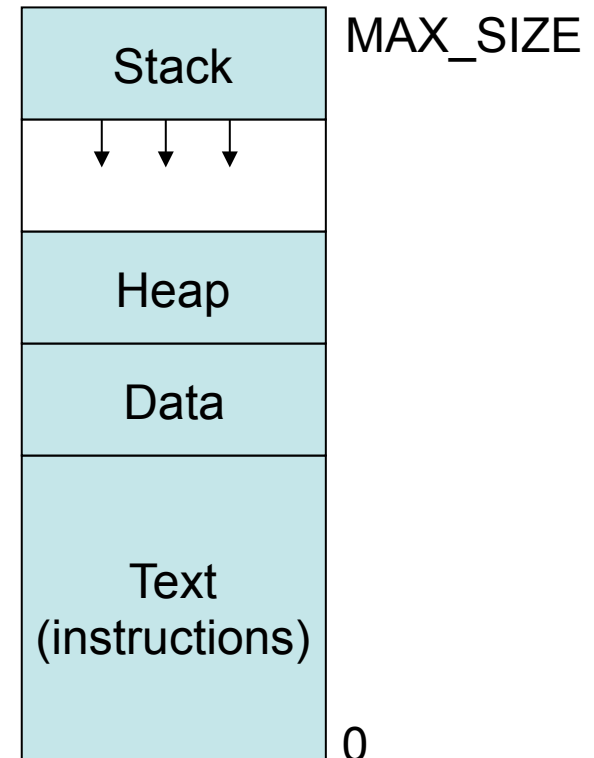 Stack
MAX_SIZE
Heap
Data
Text
(instructions)
0